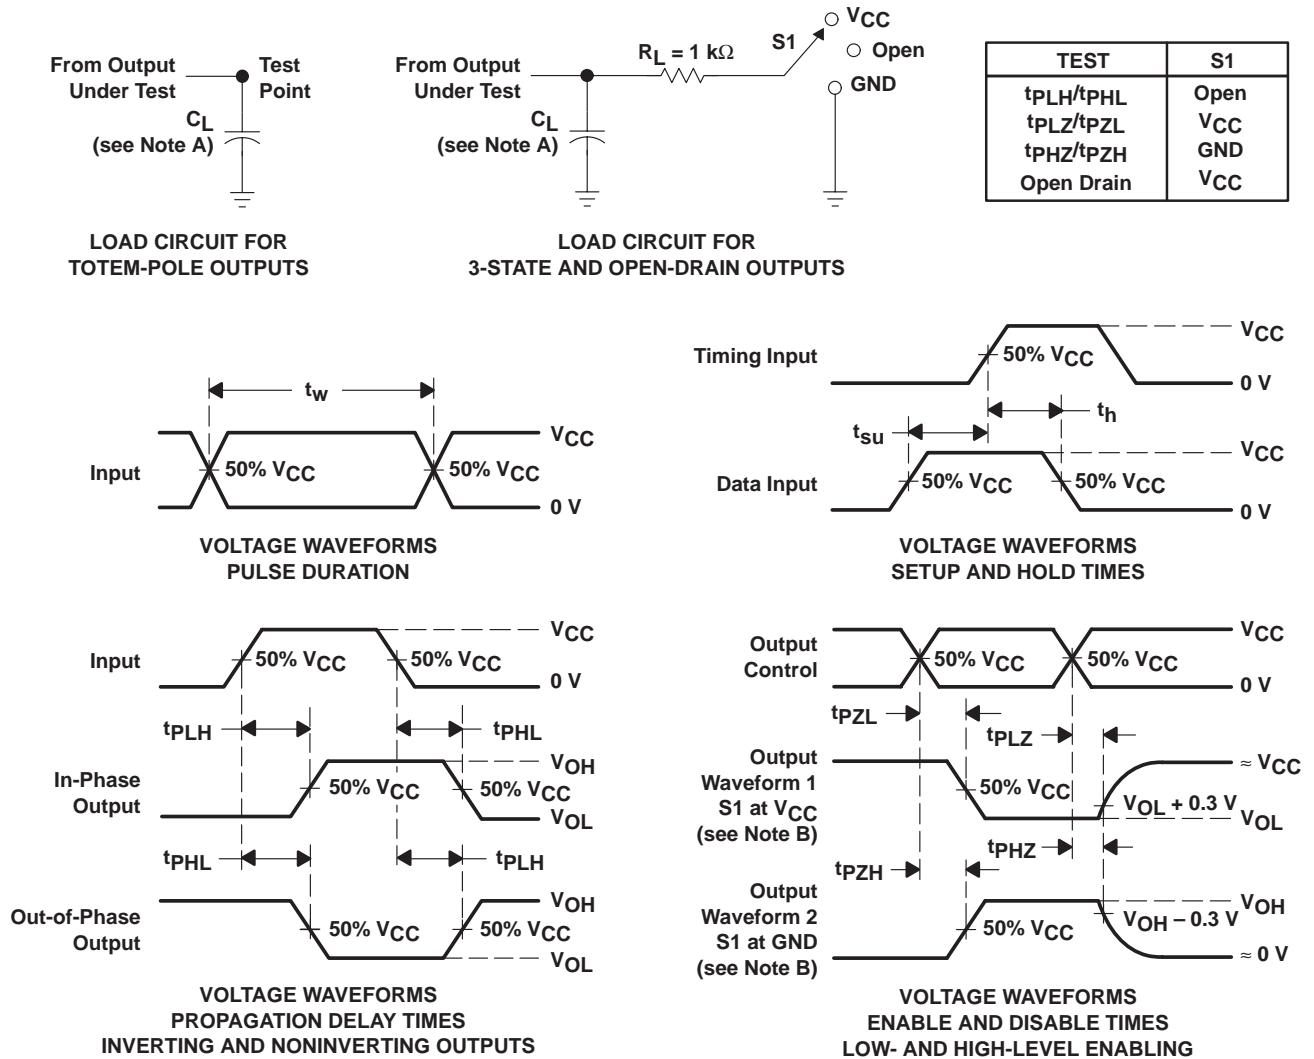 From Output
Under Test
Test
Point
CL
(see Note A)
LOAD CIRCUIT FOR
TOTEM-POLE OUTPUTS
From Output
Under Test
RL = 1 kΩ
S1
VCC
Open
GND
CL
(see Note A)
LOAD CIRCUIT FOR
3-STATE AND OPEN-DRAIN OUTPUTS
TEST S1
tPLH/tPHL Open
tPLZ/tPZL VCC
tPHZ/tPZH GND
Open Drain VCC
tw
Input
50% VCC
50% VCC
VCC
0 V
VOLTAGE WAVEFORMS
PULSE DURATION
Timing Input
50% VCC
VCC
0 V
tsu
th
Data Input
50% VCC
50% VCC
VCC
0 V
VOLTAGE WAVEFORMS
SETUP AND HOLD TIMES
Input
50% VCC
50% VCC
VCC
0 V
tPLH
tPHL
In-Phase
Output
50% VCC
50% VCC
VOH
VOL
tPHL
tPLH
Out-of-Phase
Output
50% VCC
50% VCC
VOH
VOL
VOLTAGE WAVEFORMS
PROPAGATION DELAY TIMES
INVERTING AND NONINVERTING OUTPUTS
Output
Control
50% VCC
50% VCC
VCC
0 V
tPZL
tPLZ
Output
Waveform 1
S1 at VCC
(see Note B)
50% VCC
VOL + 0.3 V
≈ VCC
VOL
tPZH
tPHZ
Output
Waveform 2
S1 at GND
(see Note B)
50% VCC
VOH – 0.3 V
VOH
≈ 0 V
VOLTAGE WAVEFORMS
ENABLE AND DISABLE TIMES
LOW- AND HIGH-LEVEL ENABLING